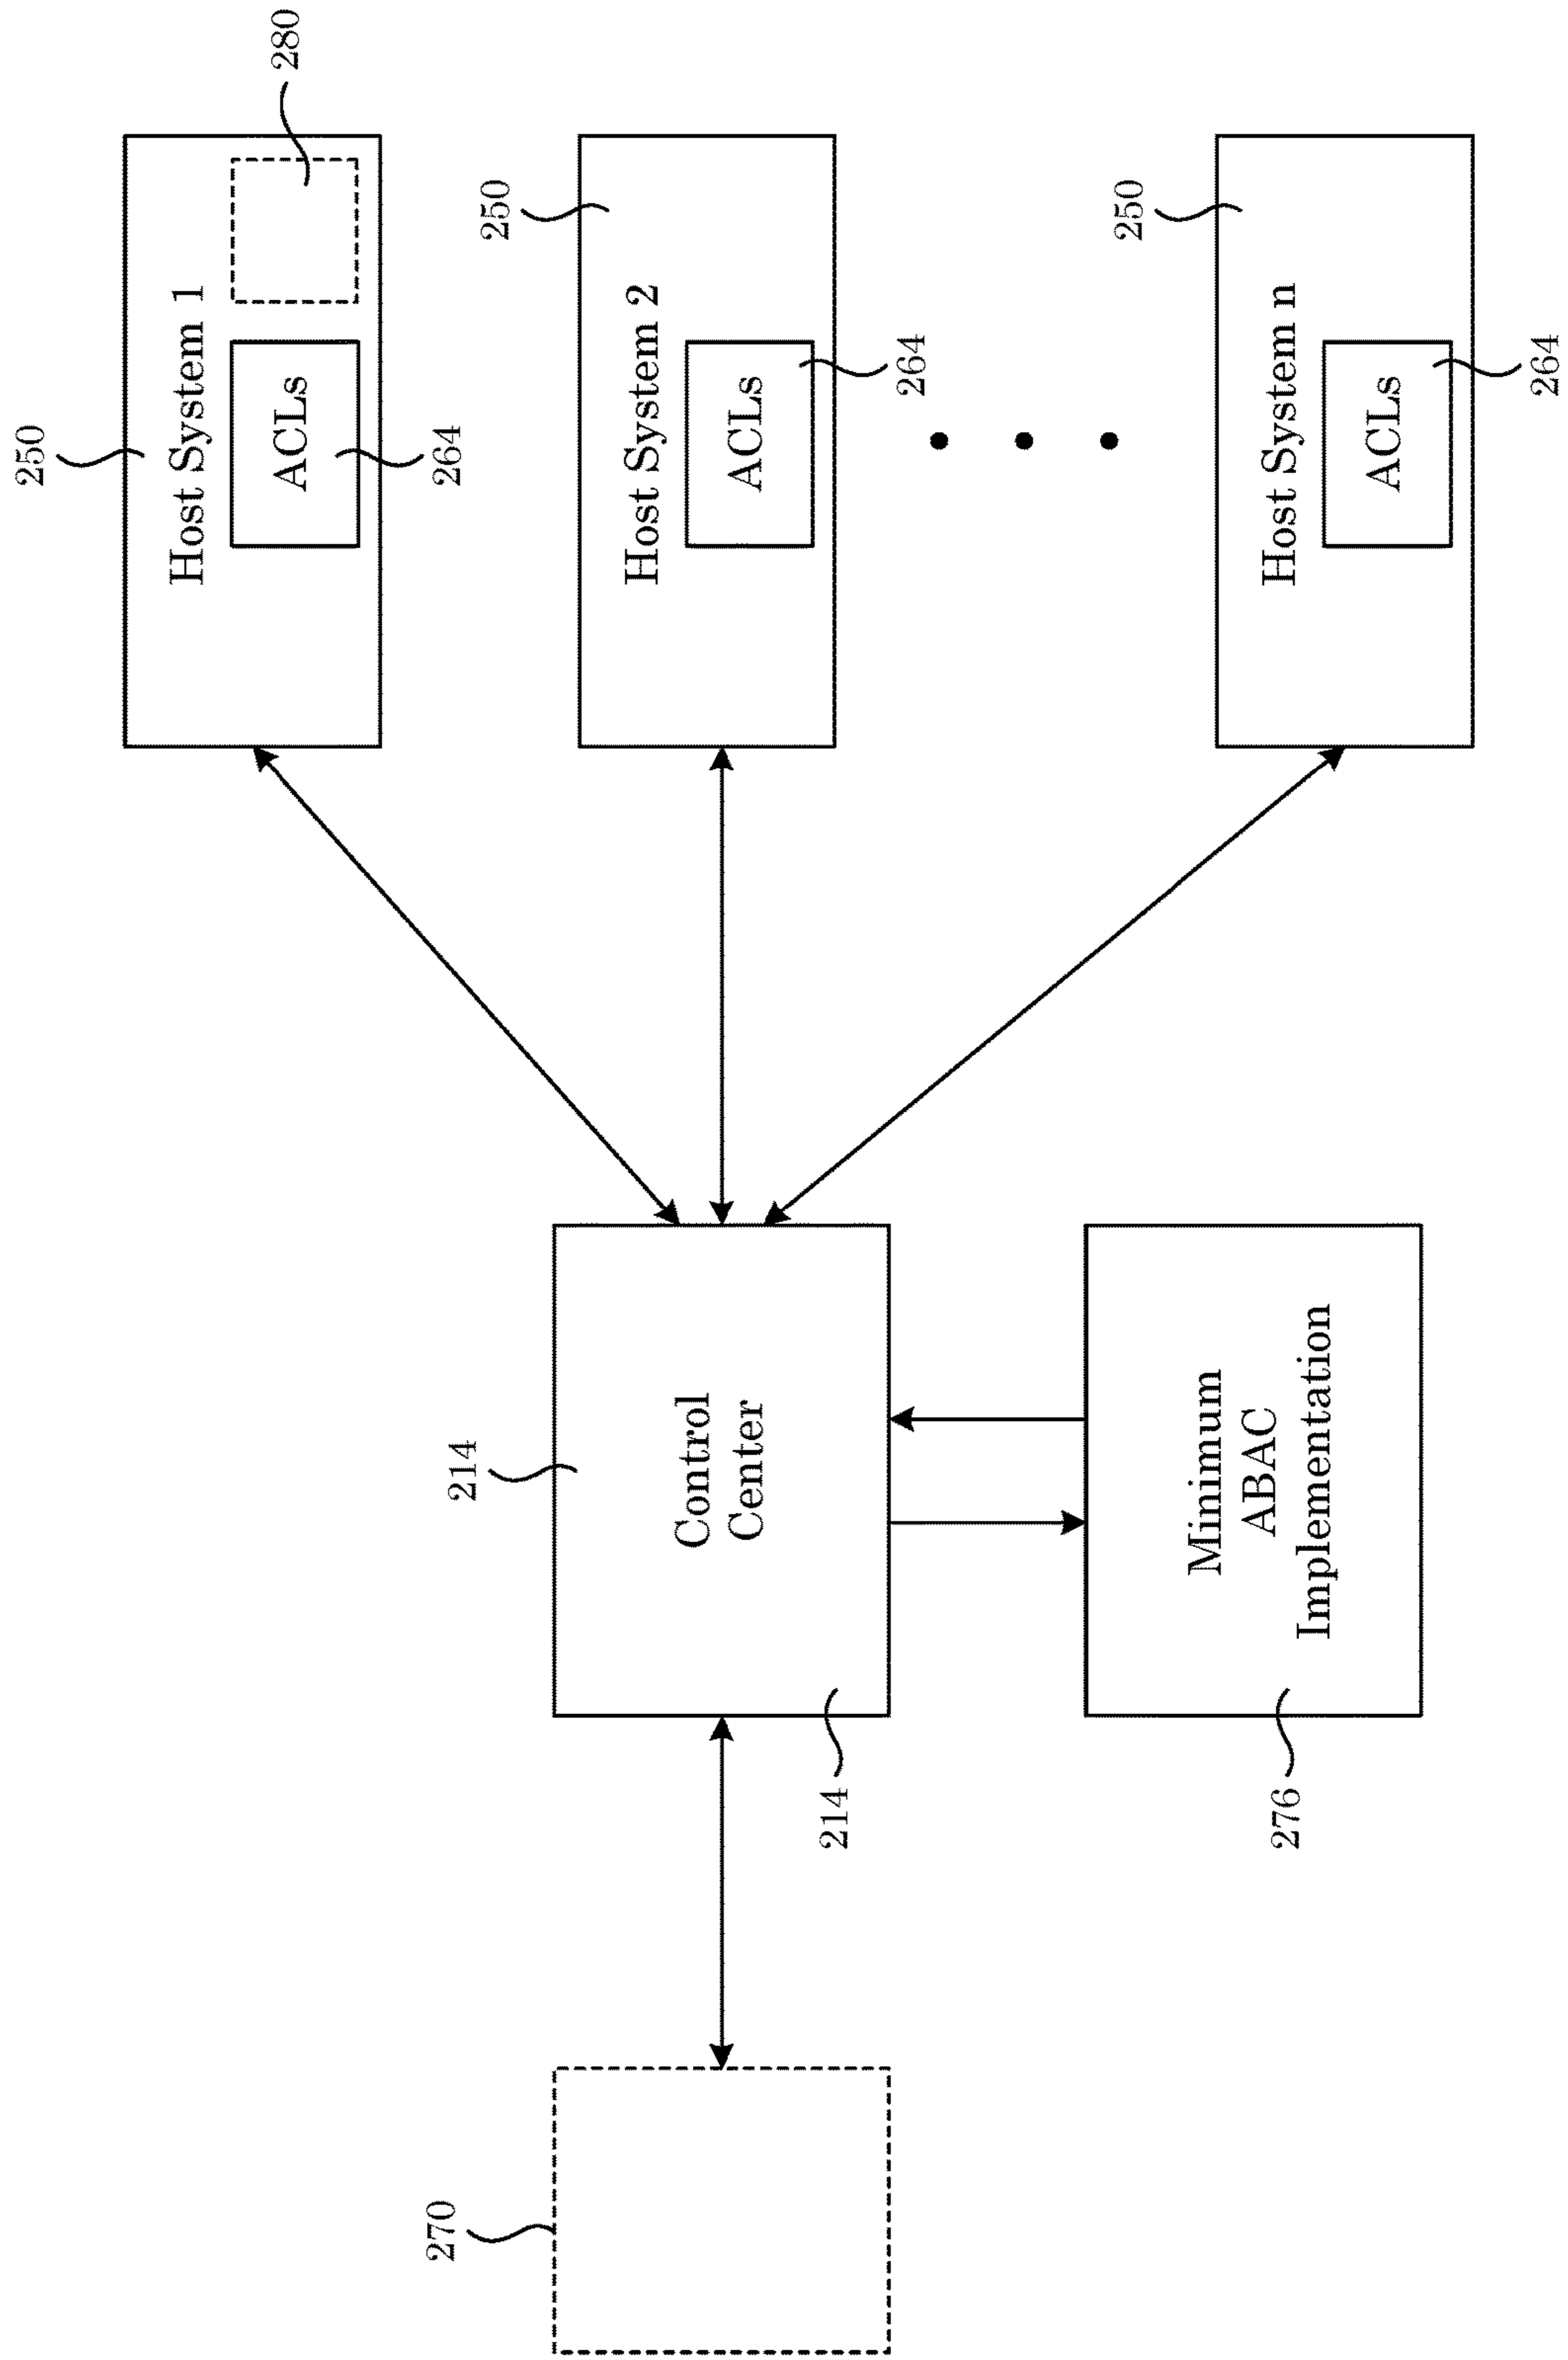 270
214
Control
Center
214
276
Minimum
ABAC
Implementation
250
Host System 1
ACLs
264
280
250
Host System 2
ACLs
264
250
Host System n
ACLs
264